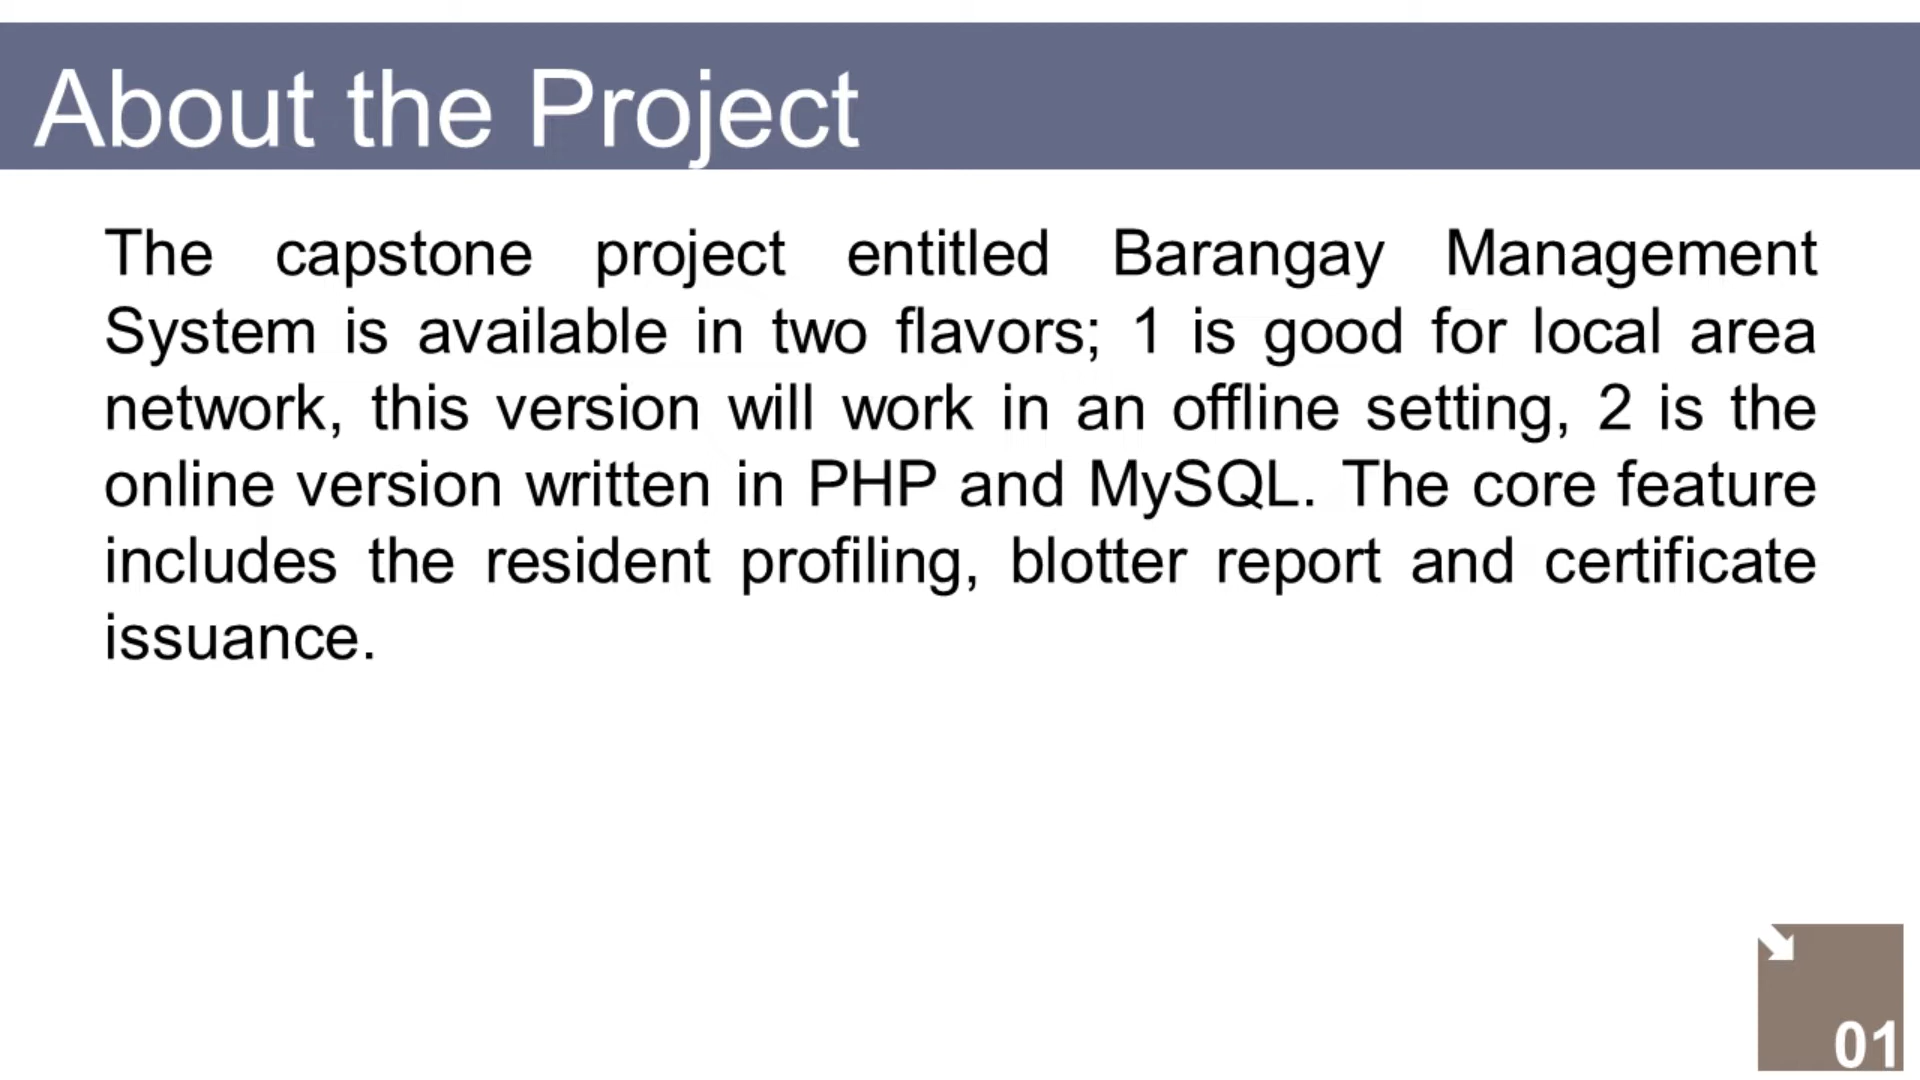 About the Project
The capstone project entitled Barangay Management
System is available in two flavors; 1 is good for local area
network, this version will work in an offline setting, 2 is the
online version written in PHP and MySQL. The core feature
includes the resident profiling, blotter report and certificate
issuance.
01